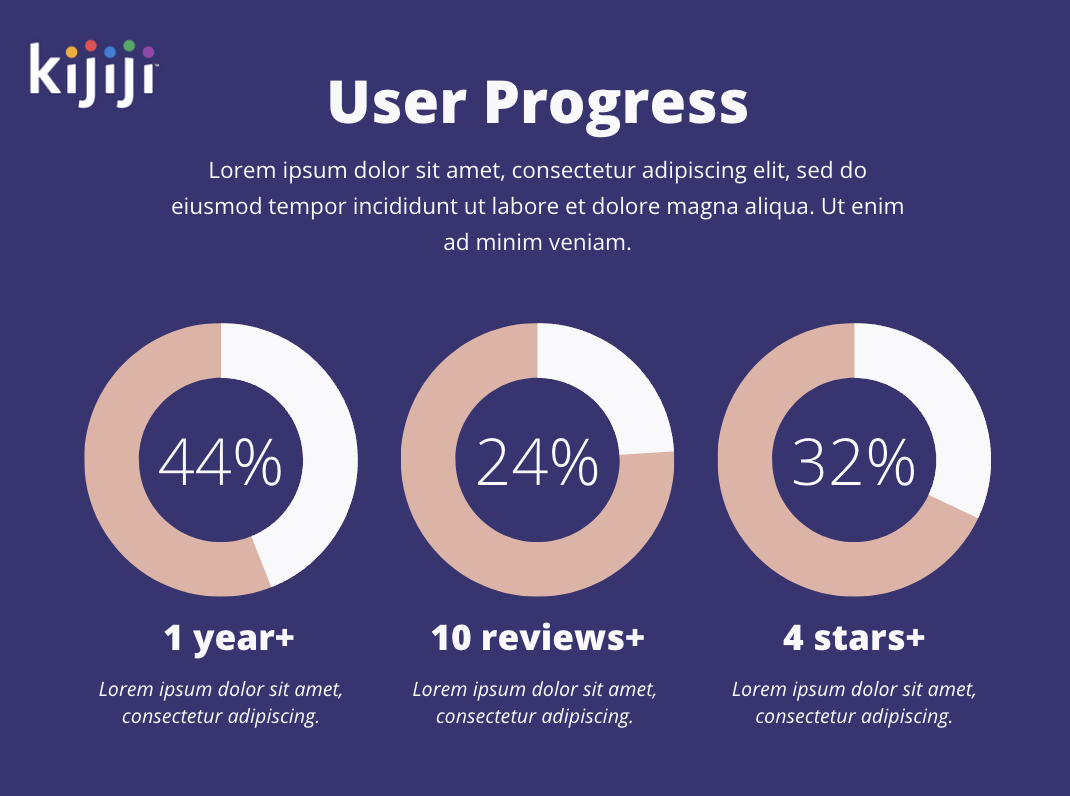 kijiji™
User Progress
Lorem ipsum dolor sit amet, consectetur adipiscing elit, sed do
eiusmod tempor incididunt ut labore et dolore magna aliqua. Ut enim
ad minim veniam.
44%
24%
32%
1 year+
10 reviews+
4 stars+
Lorem ipsum dolor sit amet,
consectetur adipiscing.
Lorem ipsum dolor sit amet,
consectetur adipiscing.
Lorem ipsum dolor sit amet,
consectetur adipiscing.